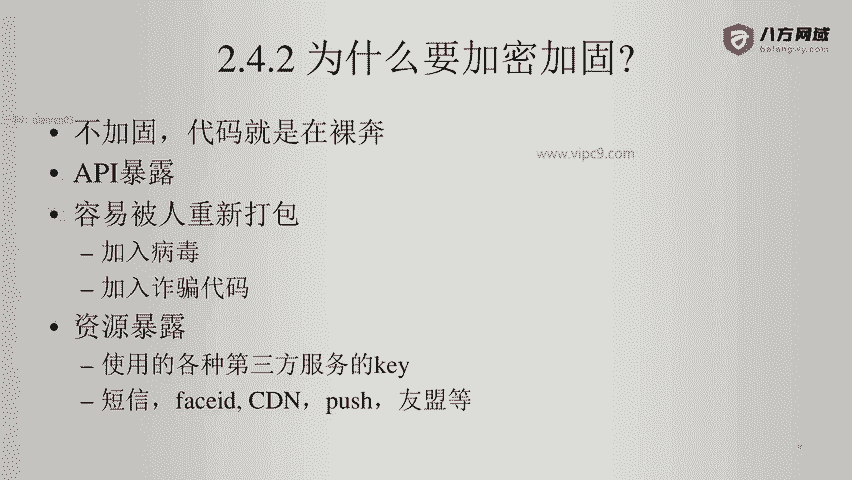 八方网域
bafangwy.com
2.4.2 为什么要加密加固?
• 不加固，代码就是在裸奔
www.vipc9.com
• API暴露
• 容易被人重新打包
– 加入病毒
– 加入诈骗代码
• 资源暴露
– 使用的各种第三方服务的key
– 短信，faceid, CDN，push，友盟等